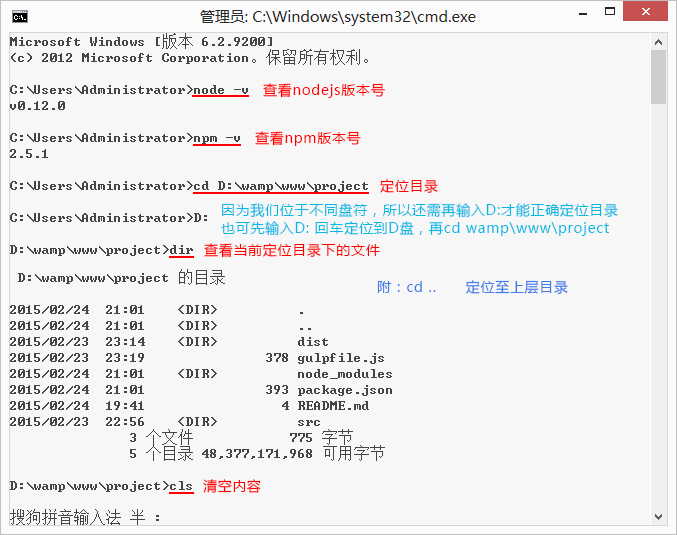 管理员: C:\Windows\system32\cmd.exe
Microsoft Windows [版本 6.2.9200]
(c) 2012 Microsoft Corporation。保留所有权利。
C:\Users\Administrator>node -v 查看nodejs版本号
v0.12.0
C:\Users\Administrator>npm -v 查看npm版本号
2.5.1
C:\Users\Administrator>cd D:\wamp\www\project 定位目录
C:\Users\Administrator>D: 因为我们位于不同盘符，所以还需再输入D:才能正确定位目录
也可先输入D: 回车定位到D盘，再cd wamp\www\project
D:\wamp\www\project>dir 查看当前定位目录下的文件
D:\wamp\www\project 的目录
附：cd .. 定位至上层目录
2015/02/24 21:01 <DIR> .
2015/02/24 21:01 <DIR> ..
2015/02/23 23:14 <DIR> dist
2015/02/23 23:19 378 gulpfile.js
2015/02/24 21:01 <DIR> node_modules
2015/02/24 21:01 393 package.json
2015/02/24 19:41 4 README.md
2015/02/23 22:56 <DIR> src
3 个文件 775 字节
5 个目录 48,377,171,968 可用字节
D:\wamp\www\project>cls 清空内容
搜狗拼音输入法 半 ：